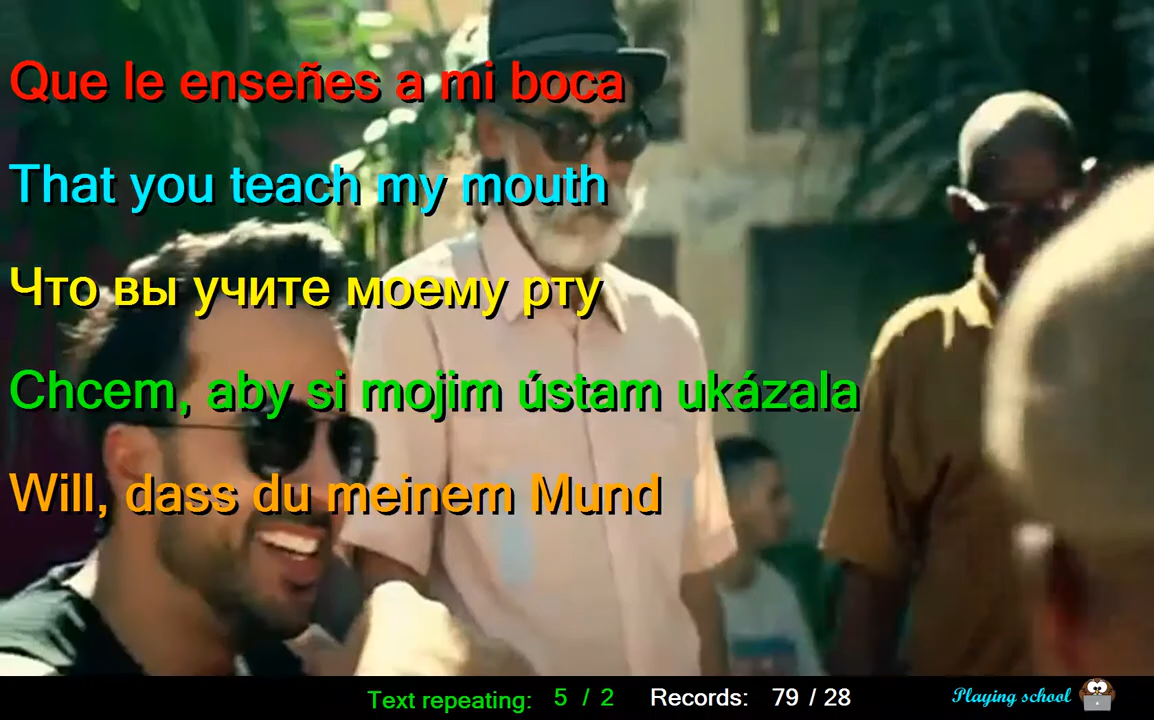 Que le enseñes a mi boca
That you teach my mouth
Что вы учите моему рту
Chcem, aby si mojim ústam ukázala
Will, dass du meinem Mund
Text repeating: 5 / 2 Records: 79 / 28 Playing school